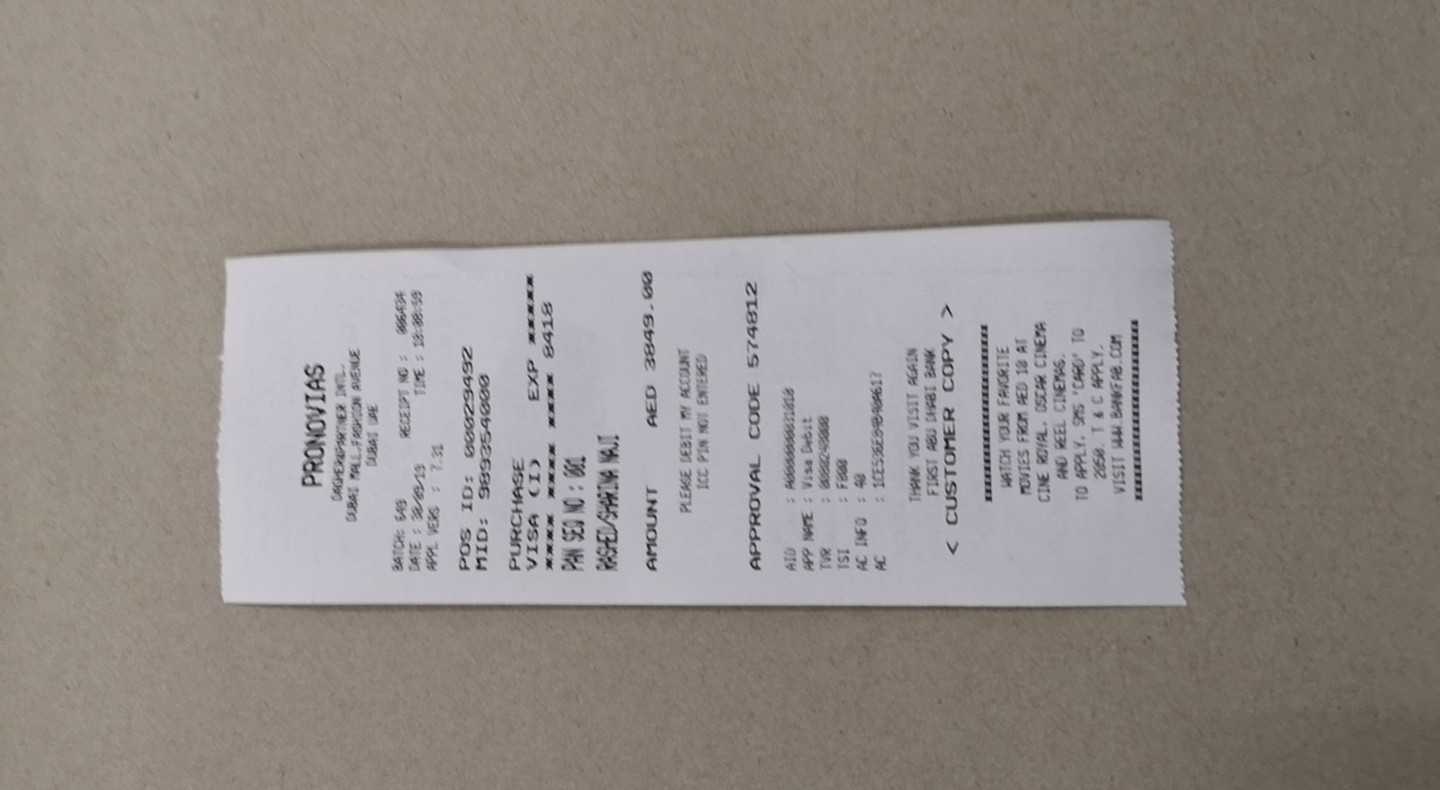 PRONOVIAS
DAGHER&PARTNER INTL.
DUBAI MALL,FASHION AVENUE
DUBAI UAE
BATCH: 649 RECEIPT NO : 006434
DATE : 30/09/19 TIME : 18:08:59
APPL VERS : 7.31
POS ID: 00029492
MID: 989354000
PURCHASE
VISA (I) EXP *****
**** **** **** 8418
PAN SEQ NO : 001
RASHED/SHARINA NAJI
AMOUNT AED 3849.00
PLEASE DEBIT MY ACCOUNT
ICC PIN NOT ENTERED
APPROVAL CODE 574812
AID : A0000000031010
APP NAME : Visa Debit
TVR : 0080248000
TSI : F800
AC INFO : 40
AC : 1CE536E84B40A617
THANK YOU VISIT AGAIN
FIRST ABU DHABI BANK
< CUSTOMER COPY >
WATCH YOUR FAVORITE
MOVIES FROM AED 10 AT
CINE ROYAL, OSCAR CINEMA
AND REEL CINEMAS.
TO APPLY, SMS 'CARD' TO
2050. T & C APPLY.
VISIT WWW.BANKFAB.COM